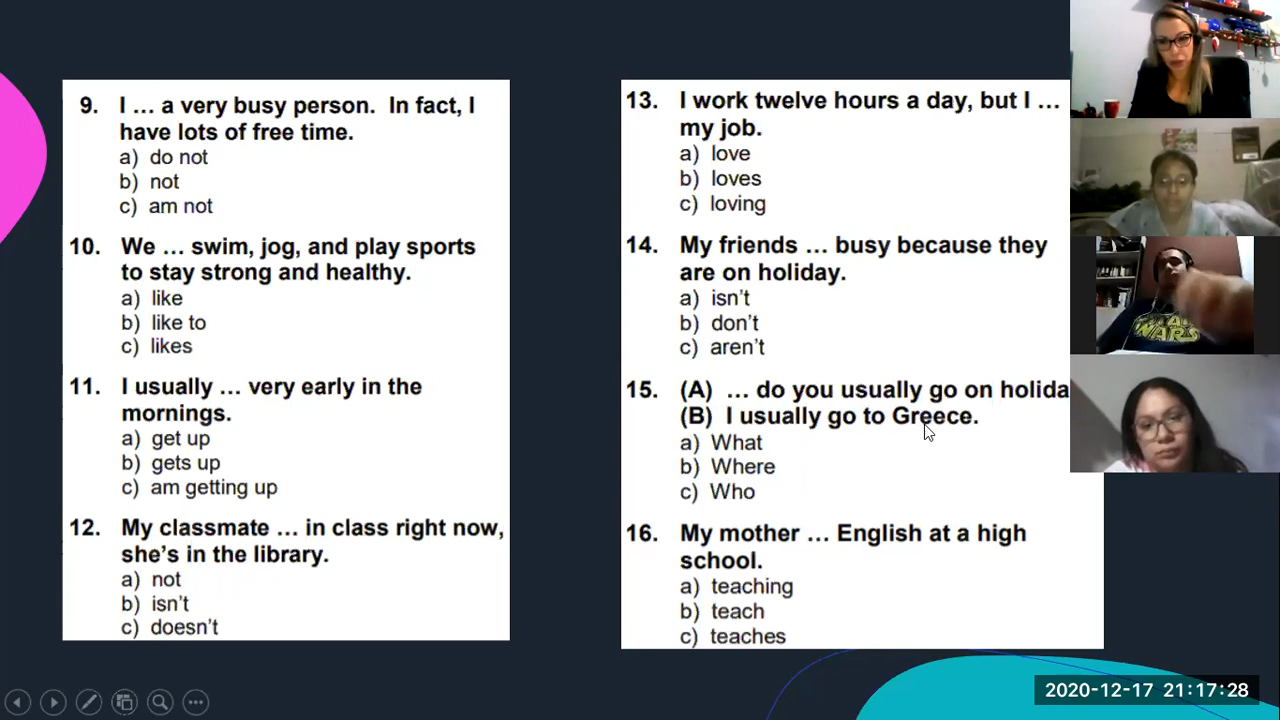 9. I ... a very busy person. In fact, I
have lots of free time.
a) do not
b) not
c) am not
10. We ... swim, jog, and play sports
to stay strong and healthy.
a) like
b) like to
c) likes
11. I usually ... very early in the
mornings.
a) get up
b) gets up
c) am getting up
12. My classmate ... in class right now,
she's in the library.
a) not
b) isn't
c) doesn't
13. I work twelve hours a day, but I ...
my job.
a) love
b) loves
c) loving
14. My friends ... busy because they
are on holiday.
a) isn't
b) don't
c) aren't
15. (A) ... do you usually go on holida
(B) I usually go to Greece.
a) What
b) Where
c) Who
16. My mother ... English at a high
school.
a) teaching
b) teach
c) teaches
WARS
2020-12-17 21:17:28